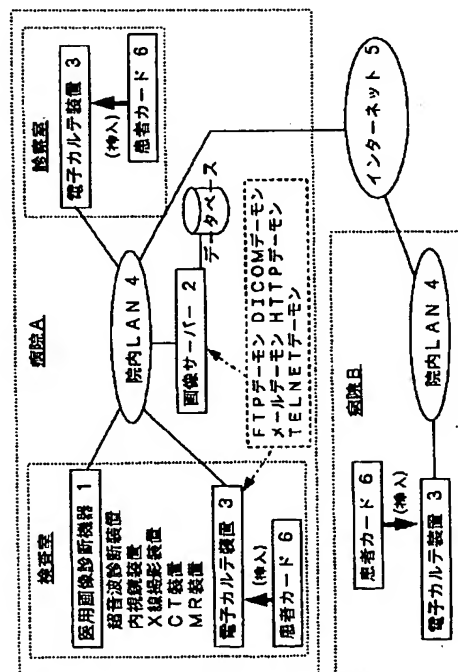 病院A
検査室
医用画像診断機器 1
超音波診断装置
内視鏡装置
X線撮影装置
CT装置
MR装置
電子カルテ装置 3
(挿入)
患者カード 6
院内LAN 4
画像サーバー 2
データベース
FTPデーモン DICOMデーモン
メールデーモン HTTPデーモン
TELNETデーモン
診察室
電子カルテ装置 3
(挿入)
患者カード 6
病院B
患者カード 6
(挿入)
電子カルテ装置 3
院内LAN 4
インターネット 5